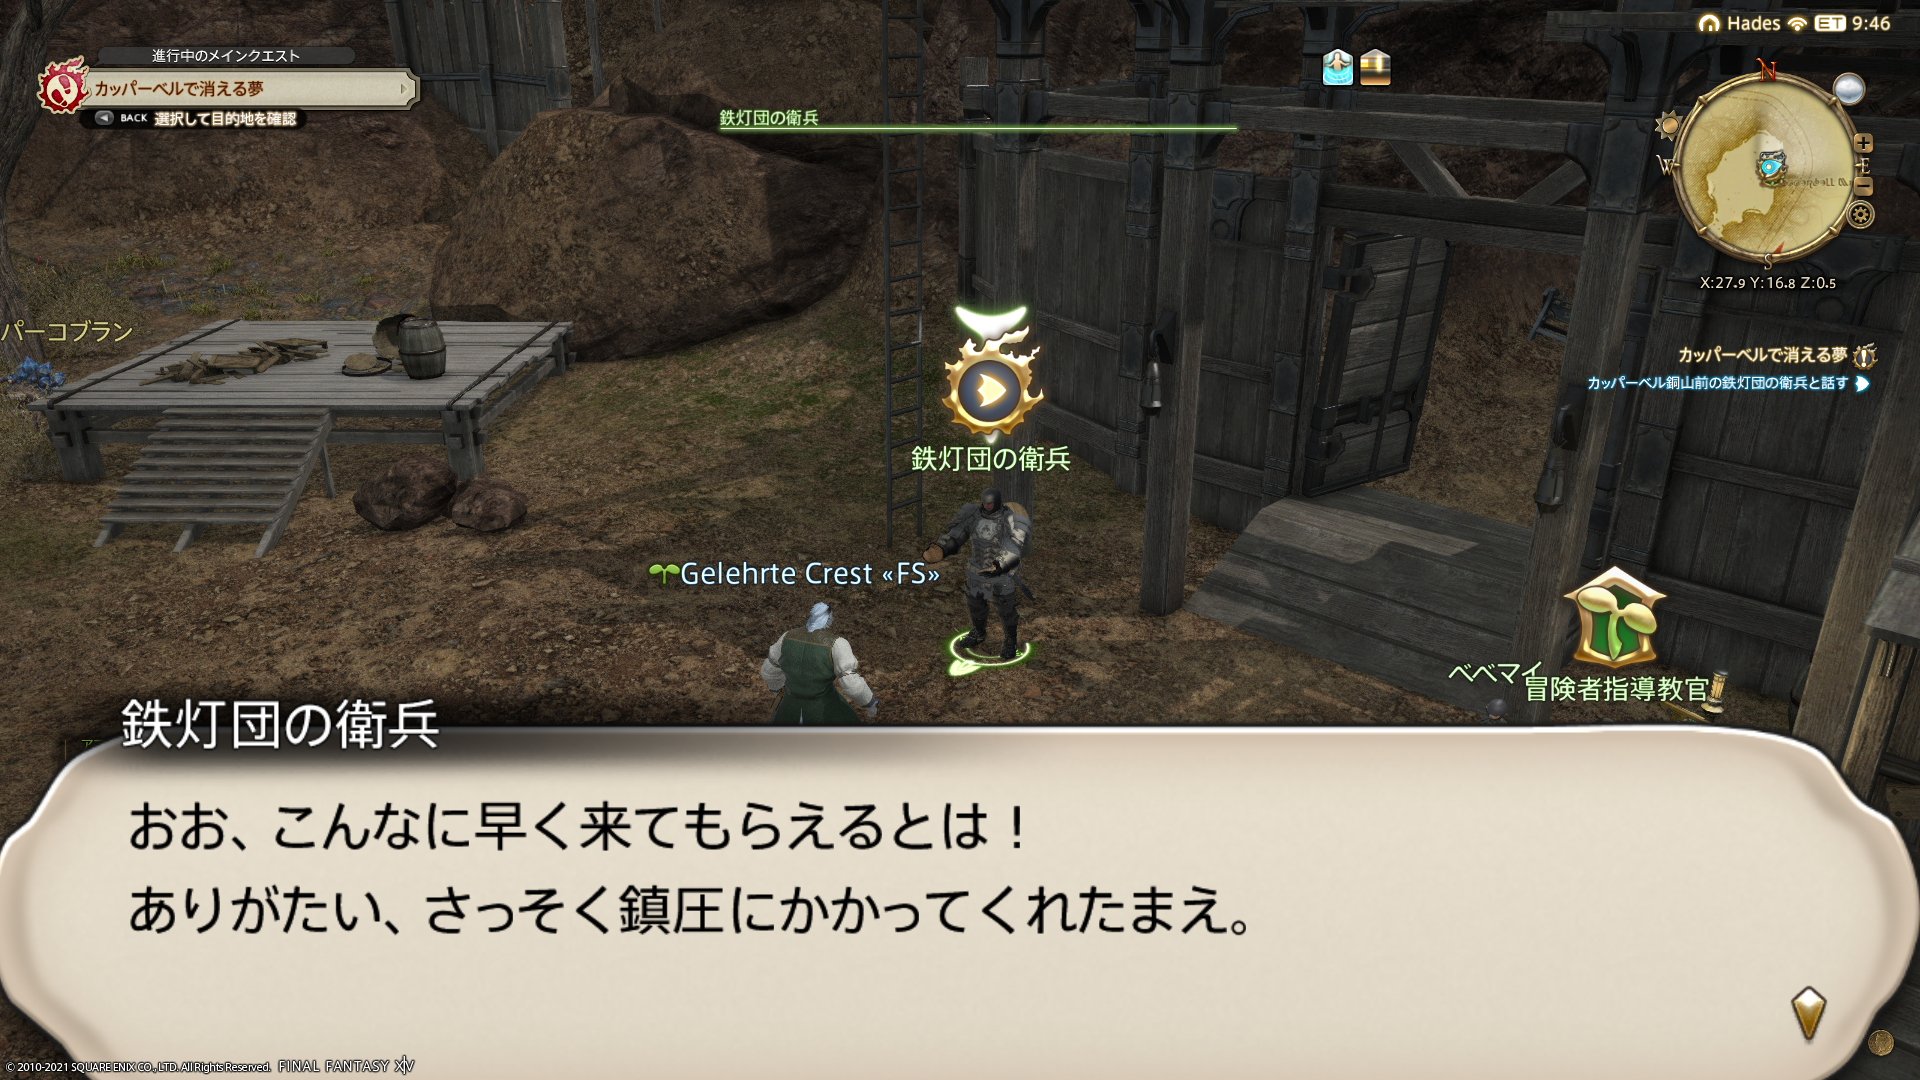 進行中のメインクエスト
カッパーベルで消える夢
BACK 選択して目的地を確認
Hades ET 9:46
鉄灯団の衛兵
N
W
E
S
X:27.9 Y:16.8 Z:0.5
パーコブラン
カッパーベルで消える夢
カッパーベル銅山前の鉄灯団の衛兵と話す
鉄灯団の衛兵
Gelehrte Crest «FS»
ベベマイ
冒険者指導教官
鉄灯団の衛兵
おお、こんなに早く来てもらえるとは！
ありがたい、さっそく鎮圧にかかってくれたまえ。
© 2010-2021 SQUARE ENIX CO., LTD. All Rights Reserved. FINAL FANTASY XIV